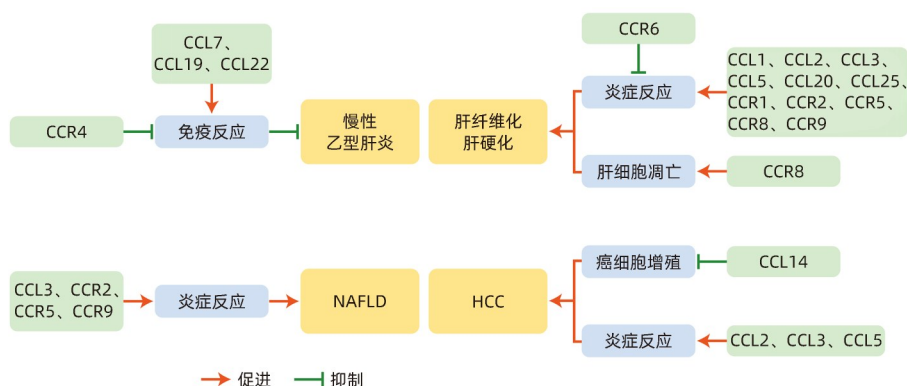 CCL7、
CCL19、CCL22
CCR4
免疫反应
慢性
乙型肝炎
肝纤维化
肝硬化
CCR6
炎症反应
CCL1、CCL2、CCL3、
CCL5、CCL20、CCL25、
CCR1、CCR2、CCR5、
CCR8、CCR9
肝细胞凋亡
CCR8
CCL3、CCR2、
CCR5、CCR9
炎症反应
NAFLD
HCC
癌细胞增殖
CCL14
炎症反应
CCL2、CCL3、CCL5
促进
抑制